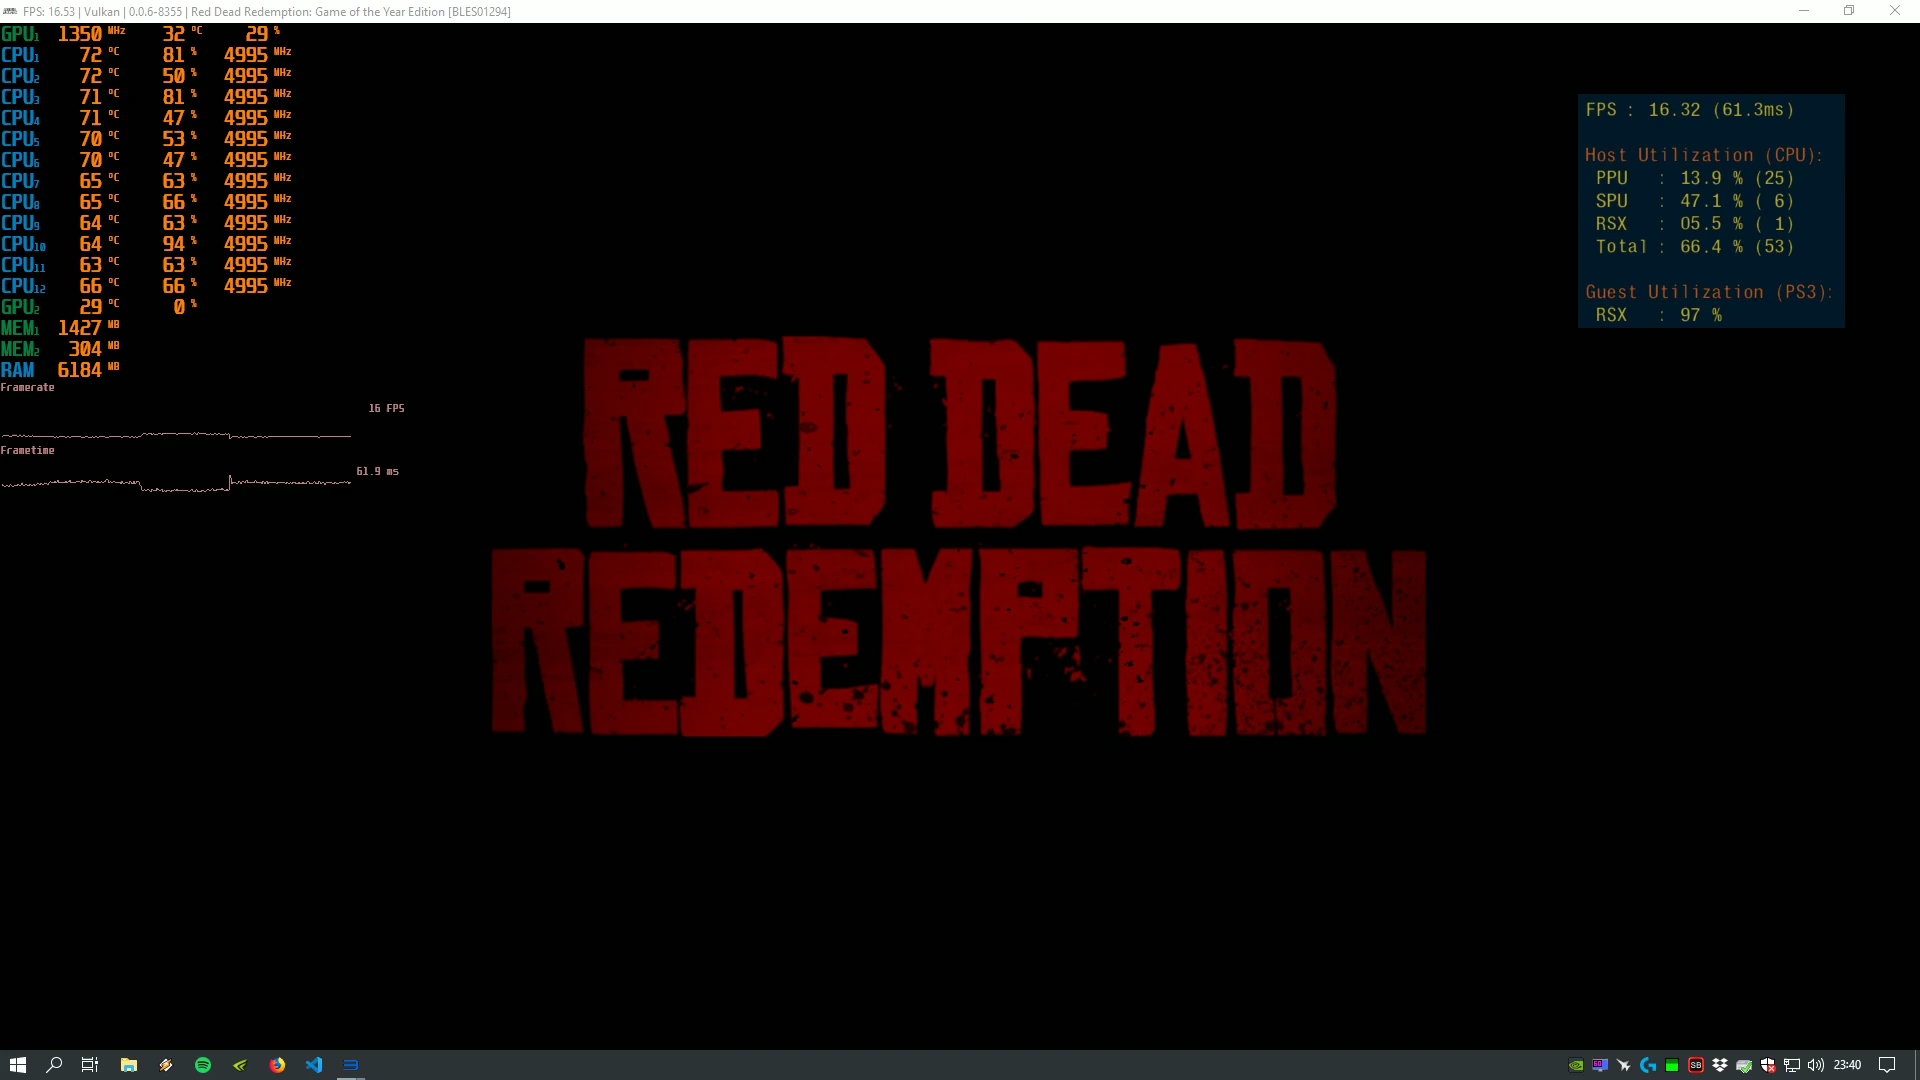 FPS: 16.53 | Vulkan | 0.0.6-8355 | Red Dead Redemption: Game of the Year Edition [BLES01294]
GPU1 1350 MHz 32 °C 29 %
CPU1 72 °C 81 % 4995 MHz
CPU2 72 °C 50 % 4995 MHz
CPU3 71 °C 81 % 4995 MHz
CPU4 71 °C 47 % 4995 MHz
CPU5 70 °C 53 % 4995 MHz
CPU6 70 °C 47 % 4995 MHz
CPU7 65 °C 63 % 4995 MHz
CPU8 65 °C 66 % 4995 MHz
CPU9 64 °C 63 % 4995 MHz
CPU10 64 °C 94 % 4995 MHz
CPU11 63 °C 63 % 4995 MHz
CPU12 66 °C 66 % 4995 MHz
GPU2 29 °C 0 %
MEM1 1427 MB
MEM2 304 MB
RAM 6184 MB
Framerate
16 FPS
Frametime
61.9 ms
FPS : 16.32 (61.3ms)
Host Utilization (CPU):
PPU : 13.9 % (25)
SPU : 47.1 % ( 6)
RSX : 05.5 % ( 1)
Total : 66.4 % (53)
Guest Utilization (PS3):
RSX : 97 %
RED DEAD
REDEMPTION
60
SB
23:40